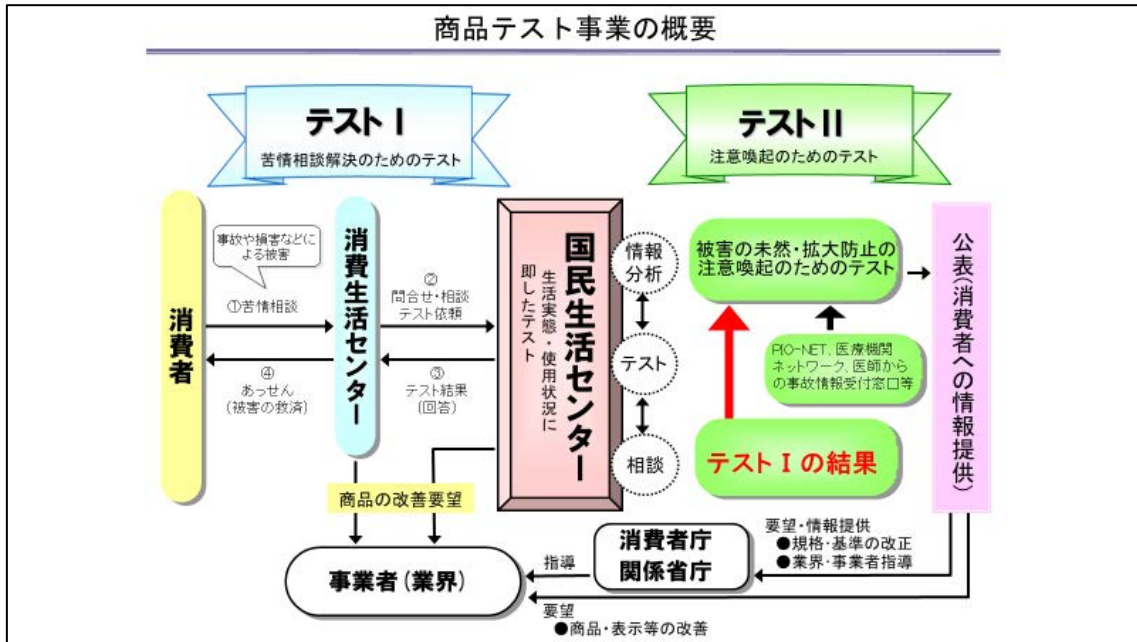 商品テスト事業の概要
テストⅠ
苦情相談解決のためのテスト
テストⅡ
注意喚起のためのテスト
消費者
事故や損害などに
よる被害
①苦情相談
④
あっせん
(被害の救済)
消費生活センター
②
問合せ・相談
テスト依頼
③
テスト結果
(回答)
国民生活センター
生活実態・使用状況に
即したテスト
情報
分析
テスト
相談
被害の未然・拡大防止の
注意喚起のためのテスト
PIO-NET、医療機関
ネットワーク、医師から
の事故情報受付窓口等
テストⅠの結果
公表(消費者への情報提供)
商品の改善要望
事業者(業界)
指導
消費者庁
関係省庁
要望・情報提供
●規格・基準の改正
●業界・事業者指導
要望
●商品・表示等の改善